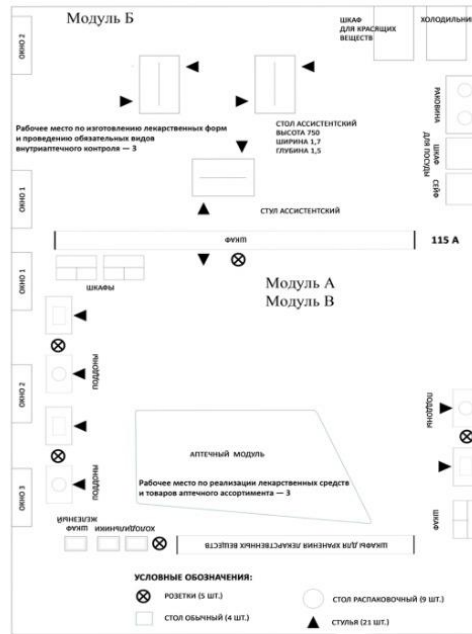 Модуль Б
ШКАФ
ДЛЯ КРАСЯЩИХ
ВЕЩЕСТВ
ХОЛОДИЛЬНИК
ОКНО 2
РАКОВИНА
Рабочее место по изготовлению лекарственных форм
и проведению обязательных видов
внутриаптечного контроля — 3
СТОЛ АССИСТЕНТСКИЙ
ВЫСОТА 750
ШИРИНА 1,7
ГЛУБИНА 1,5
ШКАФ
ДЛЯ ПОСУДЫ
СЕЙФ
ОКНО 1
СТУЛ АССИСТЕНТСКИЙ
ШКАФ
115 А
ОКНО 1
ШКАФЫ
Модуль А
Модуль В
ОКНО 2
ПОДДОНЫ
ПОДДОНЫ
АПТЕЧНЫЙ МОДУЛЬ
Рабочее место по реализации лекарственных средств
и товаров аптечного ассортимента — 3
ОКНО 3
ПОДДОНЫ
ШКАФ
ЖЕЛЕЗНЫЙ
ШКАФ
ХОЛОДИЛЬНИКИ
ШКАФЫ ДЛЯ ХРАНЕНИЯ ЛЕКАРСТВЕННЫХ ВЕЩЕСТВ
УСЛОВНЫЕ ОБОЗНАЧЕНИЯ:
РОЗЕТКИ (5 ШТ.)
СТОЛ РАСПАКОВОЧНЫЙ (9 ШТ.)
СТОЛ ОБЫЧНЫЙ (4 ШТ.)
СТУЛЬЯ (21 ШТ.)